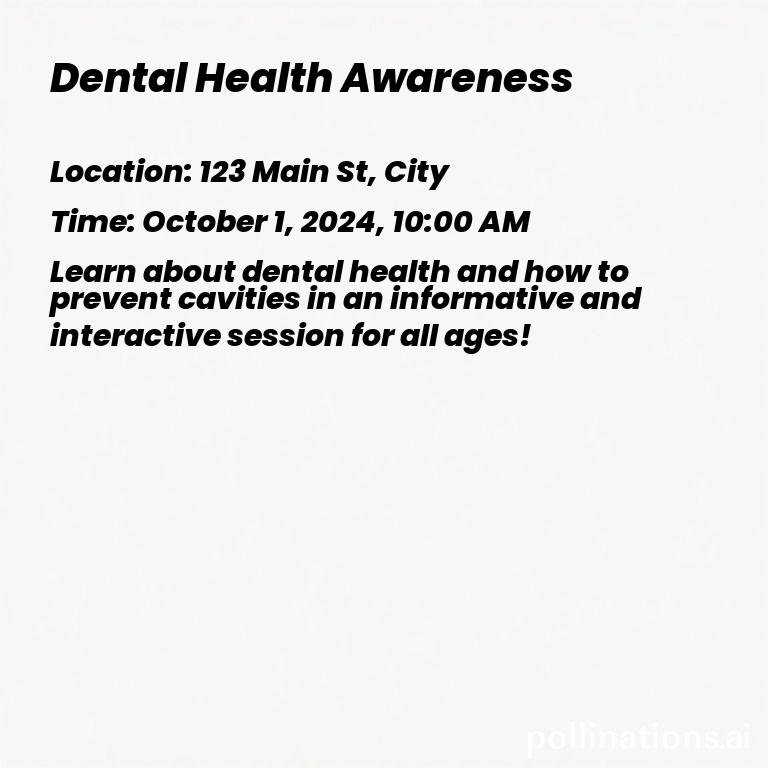 Dental Health Awareness
Location: 123 Main St, City
Time: October 1, 2024, 10:00 AM
Learn about dental health and how to
prevent cavities in an informative and
interactive session for all ages!
pollinations.ai